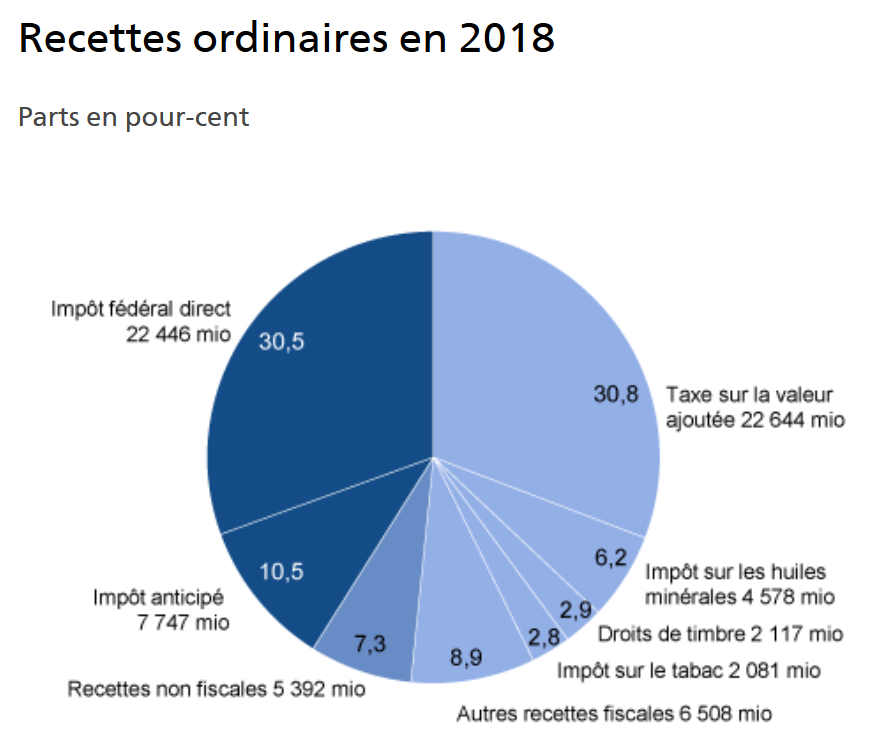 Recettes ordinaires en 2018
Parts en pour-cent
Impôt fédéral direct
22 446 mio
30,5
30,8
Taxe sur la valeur
ajoutée 22 644 mio
6,2
Impôt sur les huiles
minérales 4 578 mio
10,5
Impôt anticipé
7 747 mio
2,9
Droits de timbre 2 117 mio
2,8
Impôt sur le tabac 2 081 mio
7,3
8,9
Recettes non fiscales 5 392 mio
Autres recettes fiscales 6 508 mio